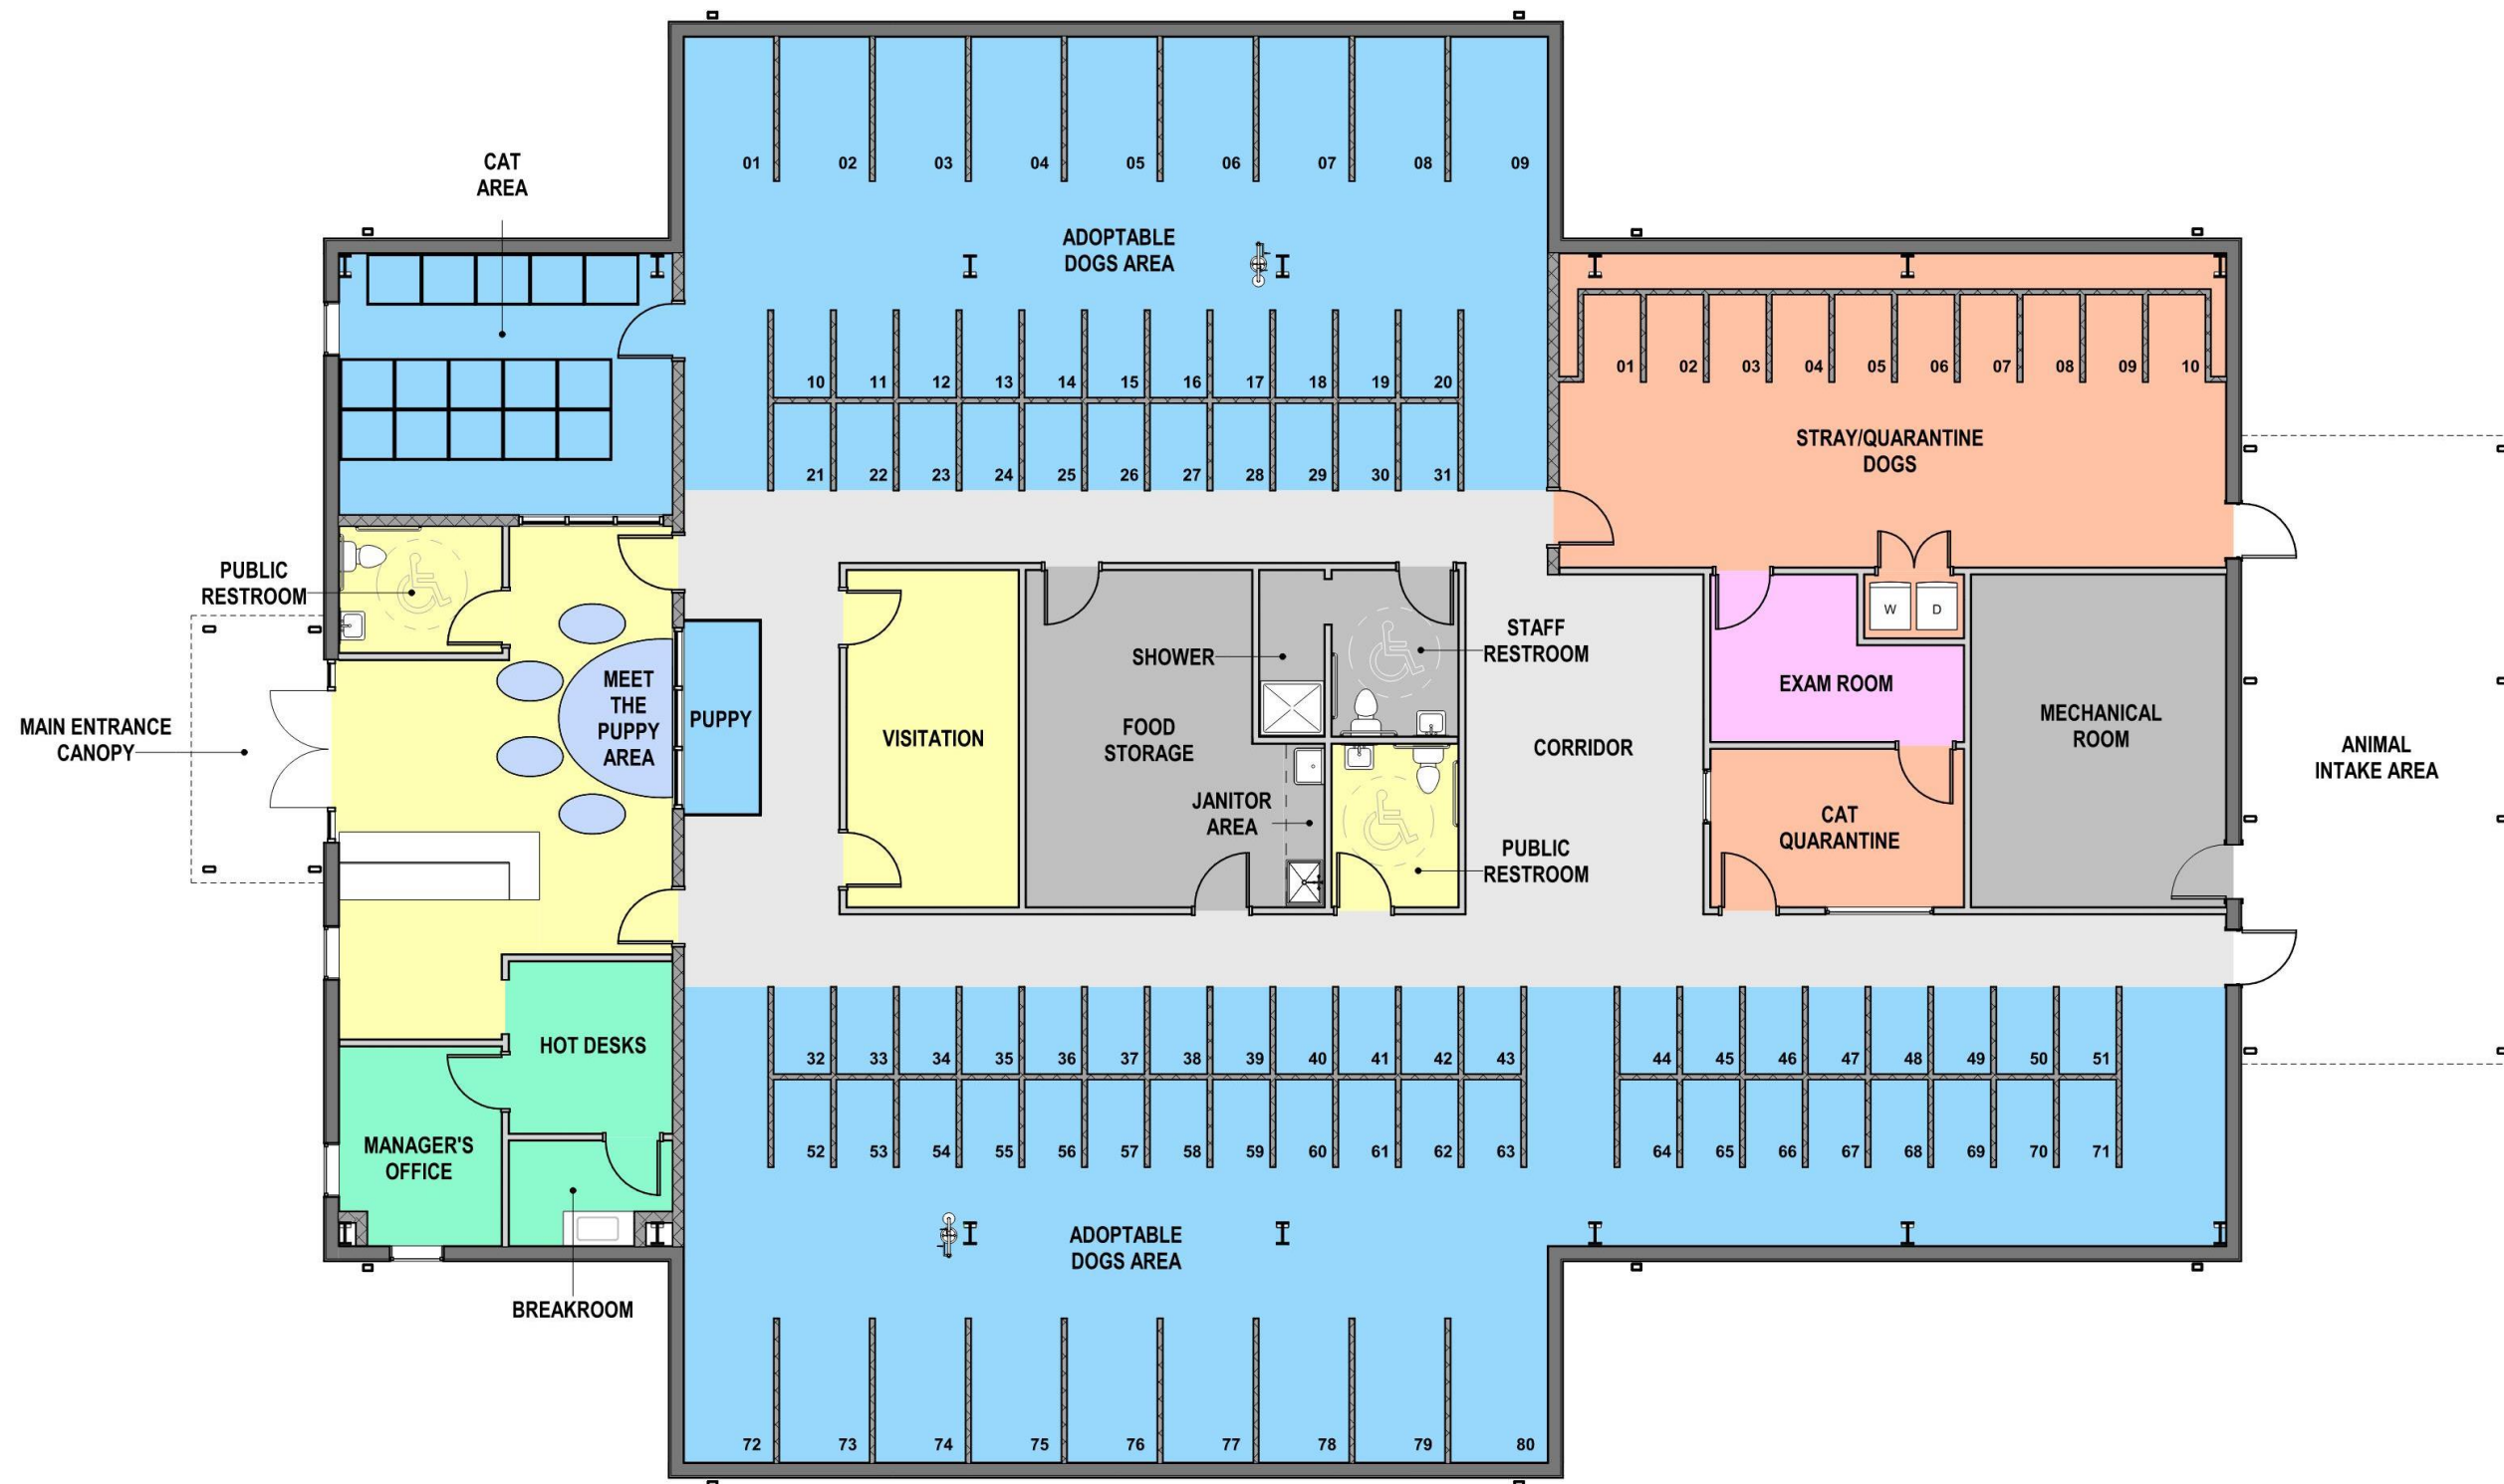 01 02 03 04 05 06 07 08 09
CAT
AREA
ADOPTABLE
DOGS AREA
10 11 12 13 14 15 16 17 18 19 20
01 02 03 04 05 06 07 08 09 10
21 22 23 24 25 26 27 28 29 30 31
STRAY/QUARANTINE
DOGS
PUBLIC
RESTROOM
W D
STAFF
RESTROOM
SHOWER
MEET
THE
PUPPY
AREA
PUPPY
EXAM ROOM
MAIN ENTRANCE
CANOPY
VISITATION
FOOD
STORAGE
CORRIDOR
MECHANICAL
ROOM
ANIMAL
INTAKE AREA
JANITOR
AREA
CAT
QUARANTINE
PUBLIC
RESTROOM
HOT DESKS
32 33 34 35 36 37 38 39 40 41 42 43 44 45 46 47 48 49 50 51
MANAGER'S
OFFICE
52 53 54 55 56 57 58 59 60 61 62 63 64 65 66 67 68 69 70 71
ADOPTABLE
DOGS AREA
BREAKROOM
72 73 74 75 76 77 78 79 80